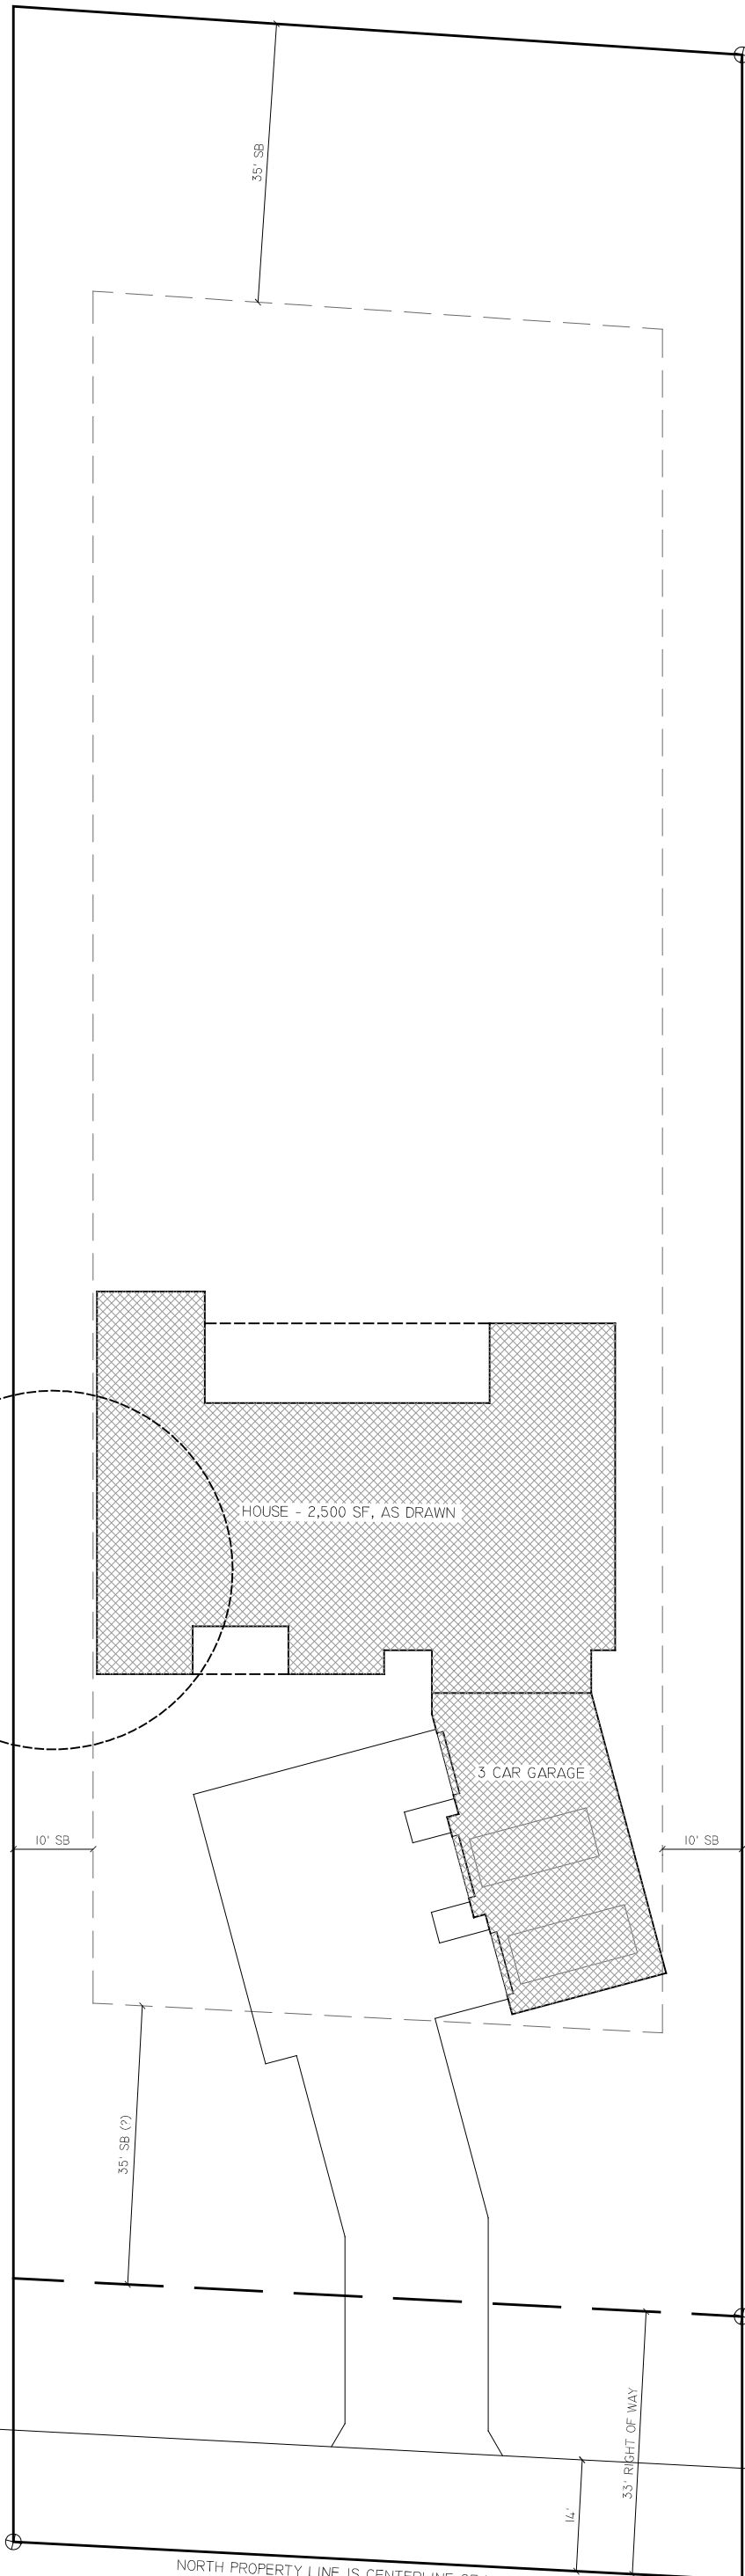 35' SB
HOUSE - 2,500 SF, AS DRAWN
3 CAR GARAGE
10' SB
10' SB
35' SB (?)
33' RIGHT OF WAY
14'
NORTH PROPERTY LINE IS CENTERLINE